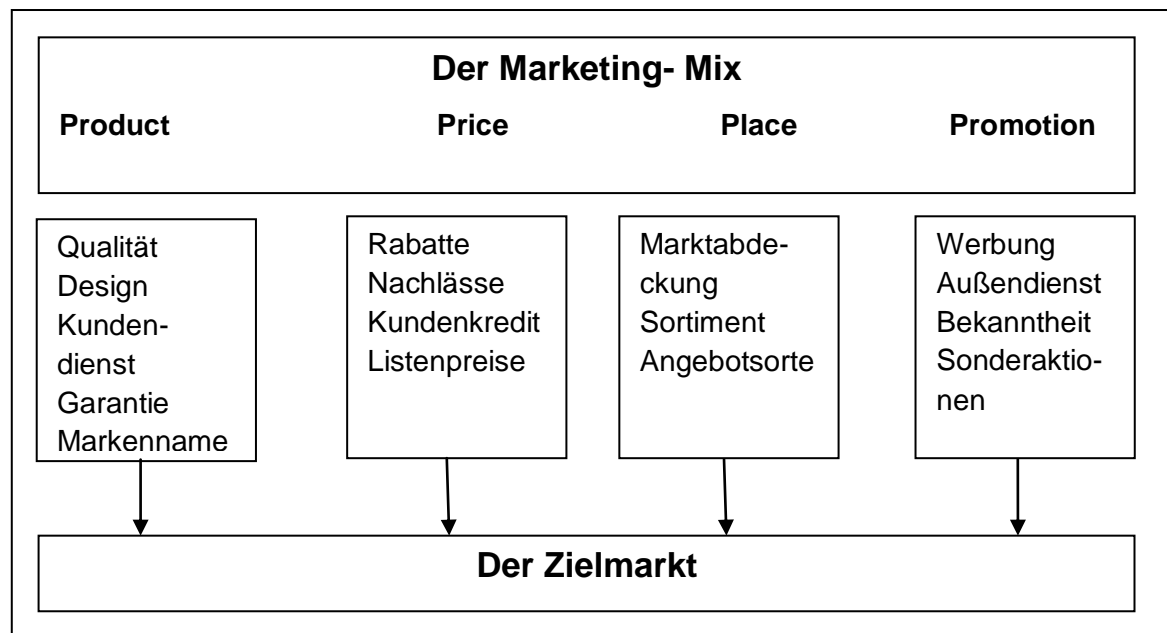 Der Marketing- Mix
Product Price Place Promotion
Qualität
Design
Kunden-
dienst
Garantie
Markenname
Rabatte
Nachlässe
Kundenkredit
Listenpreise
Marktabde-
ckung
Sortiment
Angebotsorte
Werbung
Außendienst
Bekanntheit
Sonderaktio-
nen
Der Zielmarkt